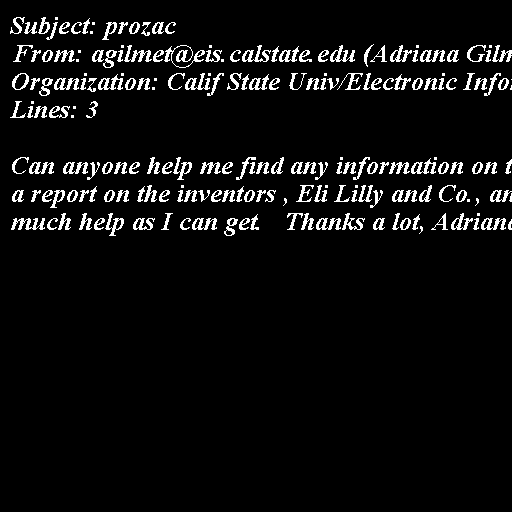 Subject: prozac
From: agilmet@eis.calstate.edu (Adriana Gilm
Organization: Calif State Univ/Electronic Info
Lines: 3

Can anyone help me find any information on t
a report on the inventors , Eli Lilly and Co., an
much help as I can get.   Thanks a lot, Adriana